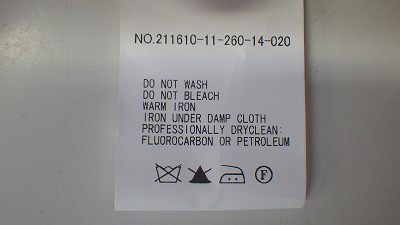 NO.211610-11-260-14-020
DO NOT WASH
DO NOT BLEACH
WARM IRON
IRON UNDER DAMP CLOTH
PROFESSIONALLY DRYCLEAN:
FLUOROCARBON OR PETROLEUM
F